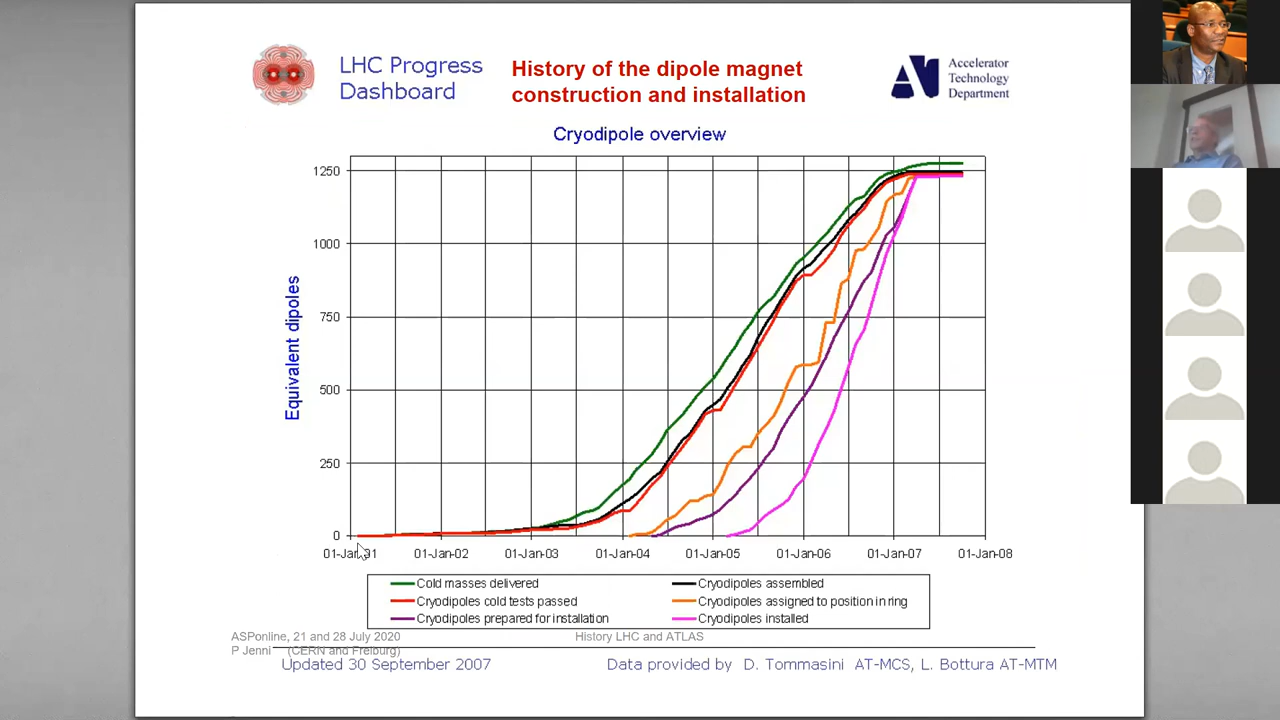 LHC Progress
Dashboard
History of the dipole magnet
construction and installation
Accelerator
Technology
Department
Cryodipole overview
Equivalent dipoles
1250
1000
750
500
250
0
01-Jan-01
01-Jan-02
01-Jan-03
01-Jan-04
01-Jan-05
01-Jan-06
01-Jan-07
01-Jan-08
Cold masses delivered
Cryodipoles assembled
Cryodipoles cold tests passed
Cryodipoles assigned to position in ring
Cryodipoles prepared for installation
Cryodipoles installed
ASPonline, 21 and 28 July 2020
History LHC and ATLAS
P Jenni (CERN and Freiburg)
Updated 30 September 2007
Data provided by D. Tommasini AT-MCS, L. Bottura AT-MTM